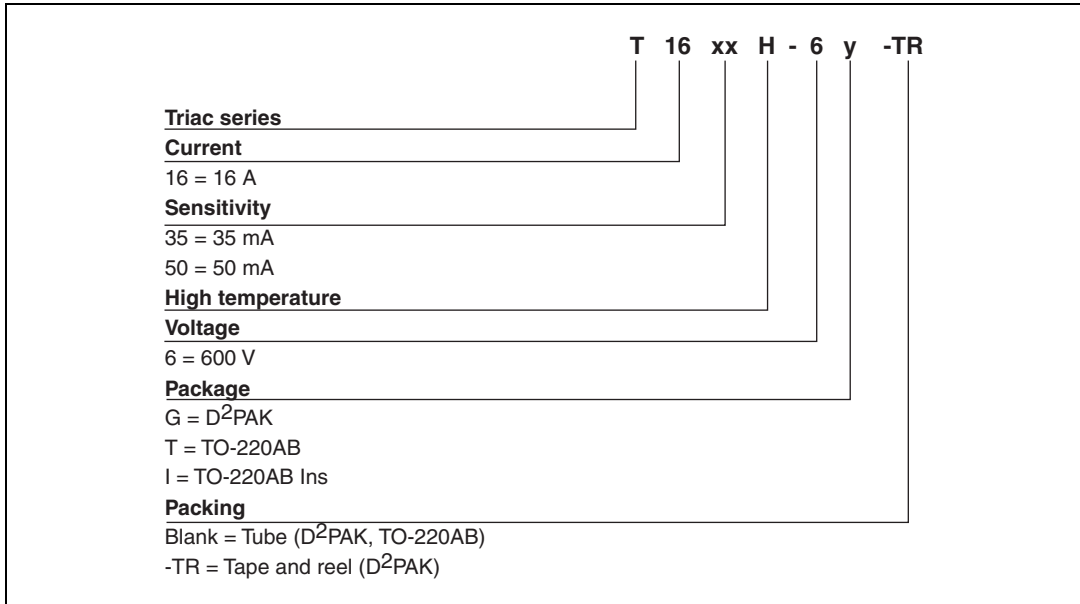 T 16 xx H - 6 y -TR
Triac series
Current
16 = 16 A
Sensitivity
35 = 35 mA
50 = 50 mA
High temperature
Voltage
6 = 600 V
Package
G = D²PAK
T = TO-220AB
I = TO-220AB Ins
Packing
Blank = Tube (D²PAK, TO-220AB)
-TR = Tape and reel (D²PAK)